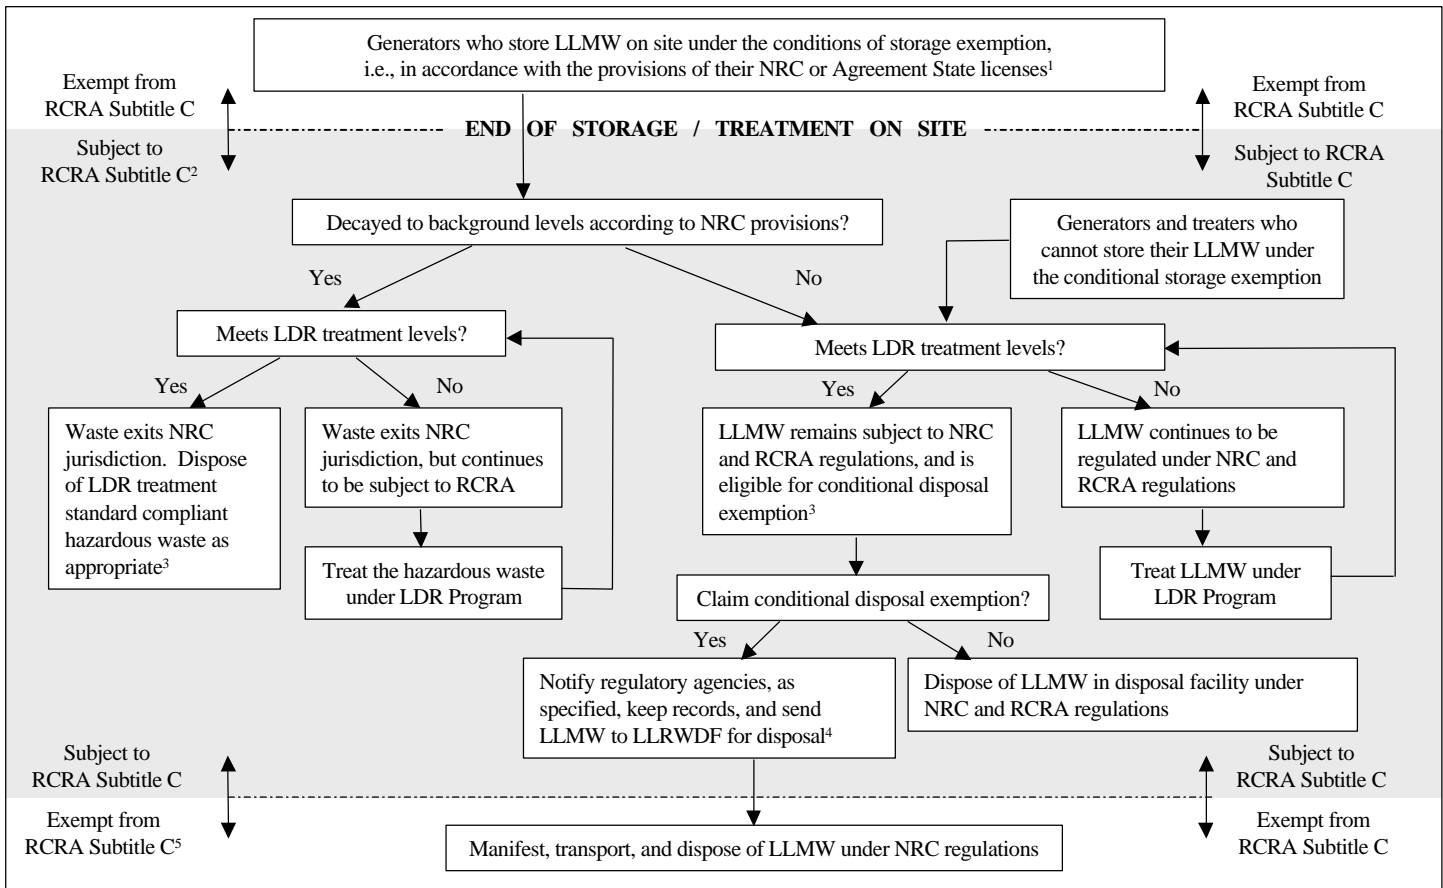 Generators who store LLMW on site under the conditions of storage exemption,
i.e., in accordance with the provisions of their NRC or Agreement State licenses¹
Exempt from
RCRA Subtitle C
Exempt from
RCRA Subtitle C
END OF STORAGE / TREATMENT ON SITE
Subject to
RCRA Subtitle C²
Subject to RCRA
Subtitle C
Decayed to background levels according to NRC provisions?
Generators and treaters who
cannot store their LLMW under
the conditional storage exemption
Yes
No
Meets LDR treatment levels?
Meets LDR treatment levels?
Yes
No
Yes
No
Waste exits NRC
jurisdiction. Dispose
of LDR treatment
standard compliant
hazardous waste as
appropriate³
Waste exits NRC
jurisdiction, but continues
to be subject to RCRA
LLMW remains subject to NRC
and RCRA regulations, and is
eligible for conditional disposal
exemption³
LLMW continues to be
regulated under NRC and
RCRA regulations
Treat the hazardous waste
under LDR Program
Treat LLMW under
LDR Program
Claim conditional disposal exemption?
Yes
No
Notify regulatory agencies, as
specified, keep records, and send
LLMW to LLRWDF for disposal⁴
Dispose of LLMW in disposal facility under
NRC and RCRA regulations
Subject to
RCRA Subtitle C
Subject to
RCRA Subtitle C
Exempt from
RCRA Subtitle C⁵
Exempt from
RCRA Subtitle C
Manifest, transport, and dispose of LLMW under NRC regulations